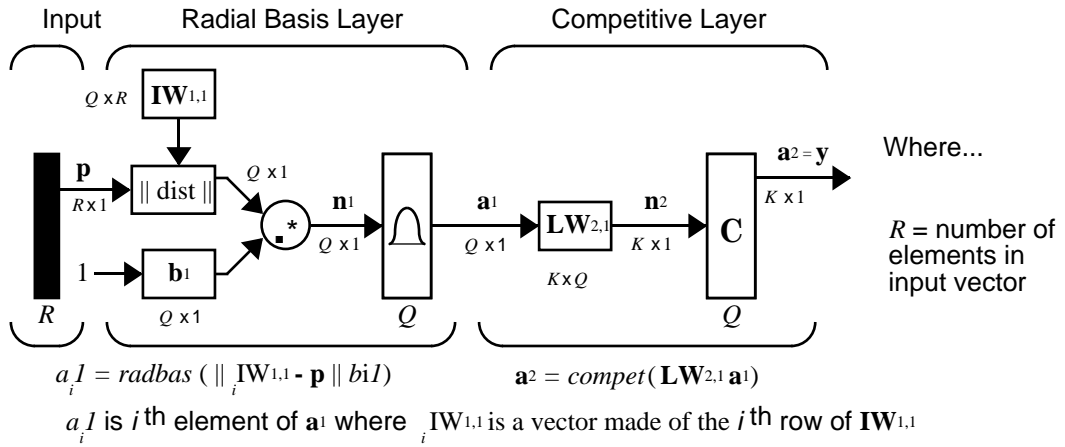 Input Radial Basis Layer Competitive Layer
Q x R IW1,1
p R x 1 || dist || Q x 1
.* n1 Q x 1
1 b1 Q x 1
R Q
a1 Q x 1 LW2,1 K x Q
n2 K x 1 C Q
a2 = y K x 1
Where...
R = number of
elements in
input vector
ai1 = radbas ( || iIW1,1 - p || bi1)
a2 = compet( LW2,1 a1)
ai1 is i th element of a1 where iIW1,1 is a vector made of the i th row of IW1,1